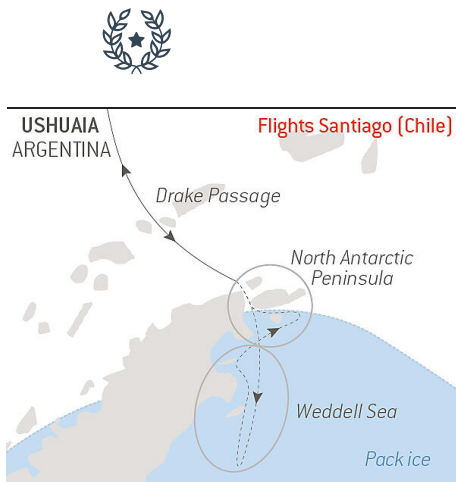 USHUAIA
ARGENTINA
Flights Santiago (Chile)
Drake Passage
North Antarctic
Peninsula
Weddell Sea
Pack ice